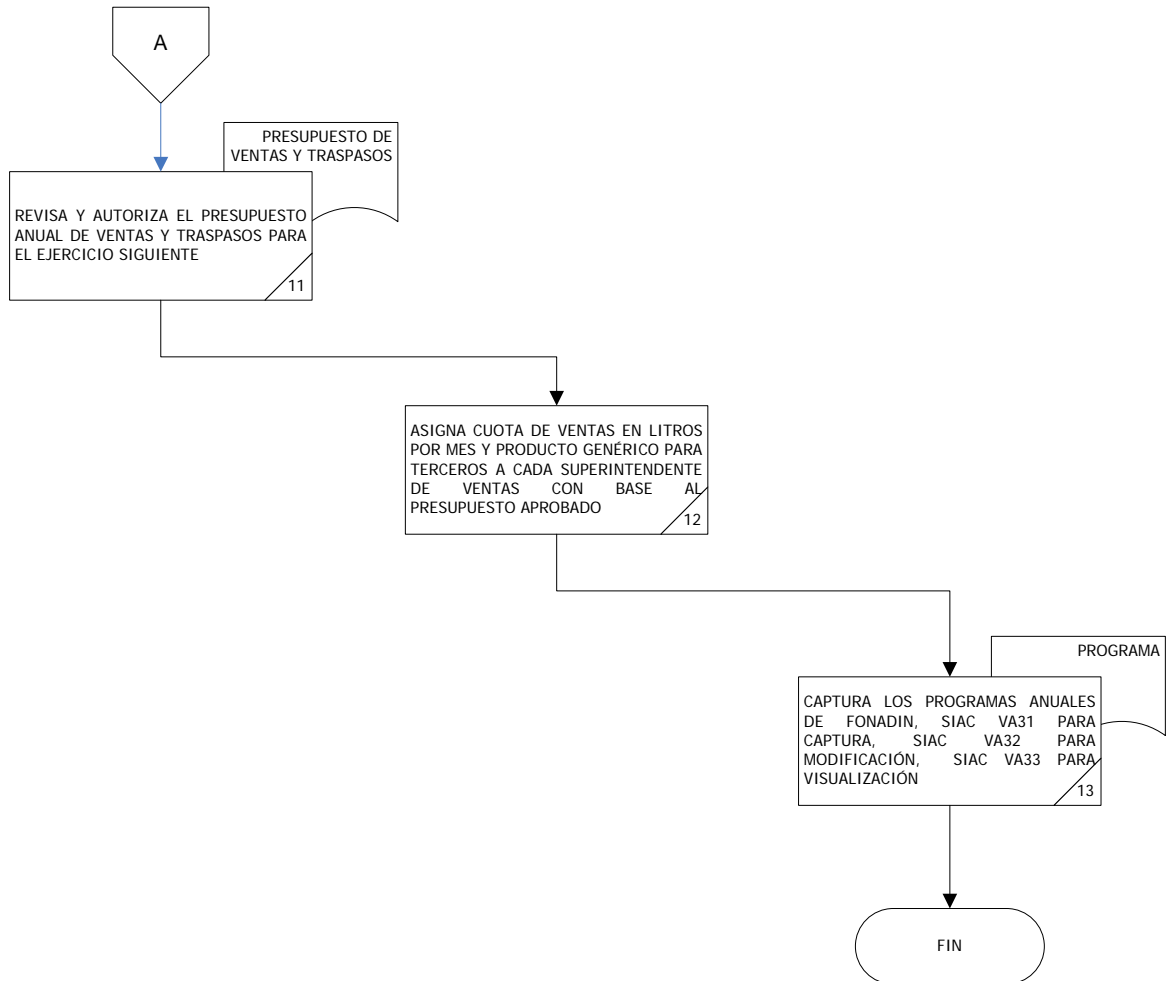 A
PRESUPUESTO DE
VENTAS Y TRASPASOS
REVISA Y AUTORIZA EL PRESUPUESTO
ANUAL DE VENTAS Y TRASPASOS PARA
EL EJERCICIO SIGUIENTE
11
ASIGNA CUOTA DE VENTAS EN LITROS
POR MES Y PRODUCTO GENÉRICO PARA
TERCEROS A CADA SUPERINTENDENTE
DE VENTAS CON BASE AL
PRESUPUESTO APROBADO
12
PROGRAMA
CAPTURA LOS PROGRAMAS ANUALES
DE FONADIN, SIAC VA31 PARA
CAPTURA, SIAC VA32 PARA
MODIFICACIÓN, SIAC VA33 PARA
VISUALIZACIÓN
13
FIN